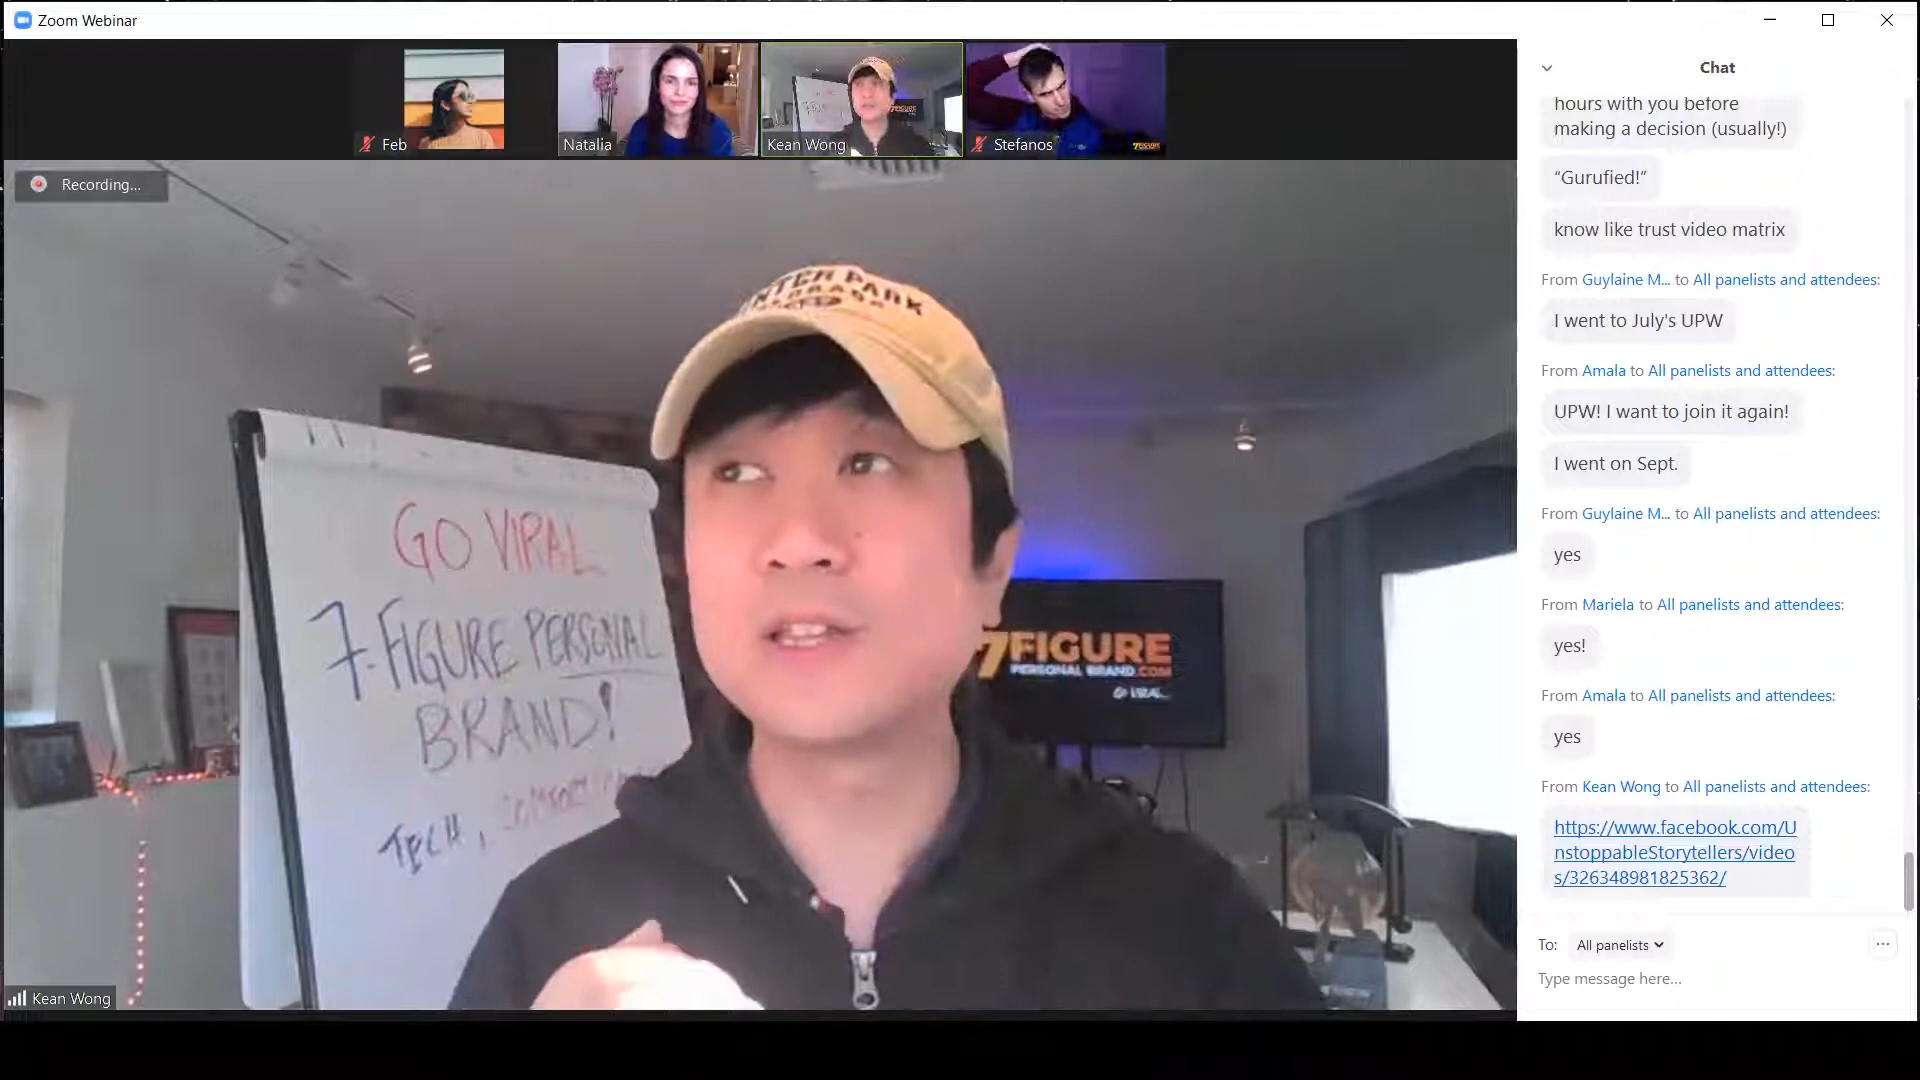 Zoom Webinar
Feb
Natalia
Kean Wong
Stefanos
7FIGURE
Recording...
PARK
GO VIRAL
7-FIGURE PERSONAL
BRAND!
TECH,
7FIGURE
PERSONAL BRAND.COM
GO VIRAL...
Kean Wong
Chat
hours with you before
making a decision (usually!)
“Gurufied!”
know like trust video matrix
From Guylaine M... to All panelists and attendees:
I went to July's UPW
From Amala to All panelists and attendees:
UPW! I want to join it again!
I went on Sept.
From Guylaine M... to All panelists and attendees:
yes
From Mariela to All panelists and attendees:
yes!
From Amala to All panelists and attendees:
yes
From Kean Wong to All panelists and attendees:
https://www.facebook.com/U
nstoppableStorytellers/video
s/326348981825362/
To: All panelists
Type message here...